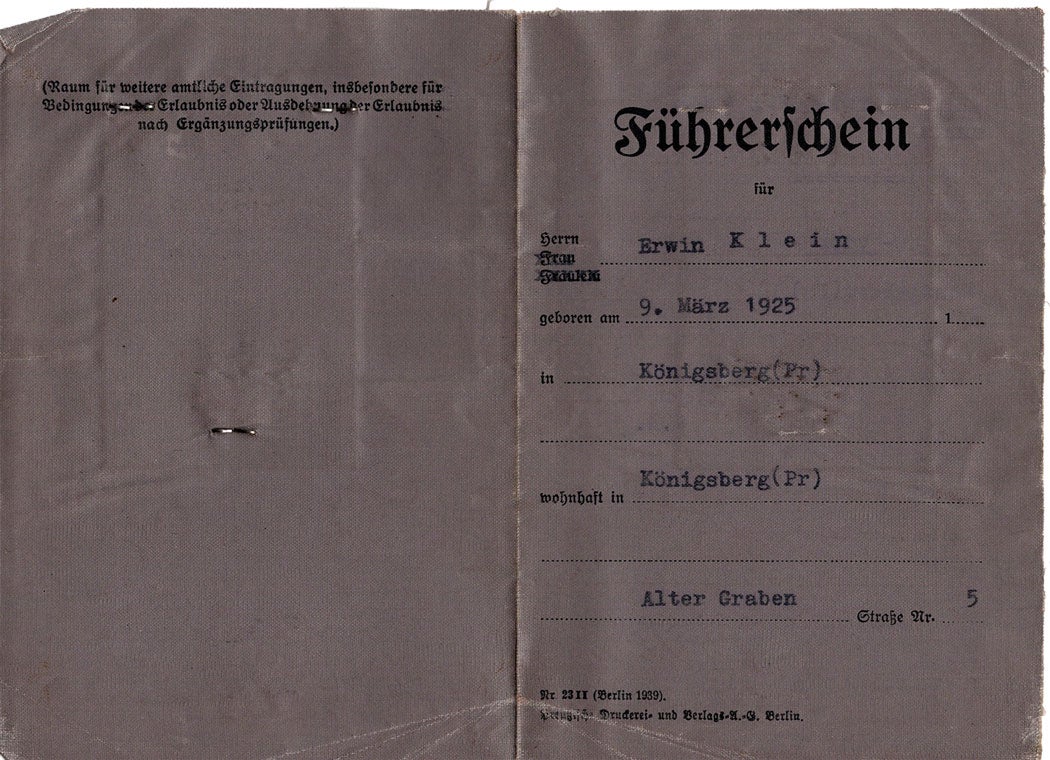 (Raum für weitere amtliche Eintragungen, insbesondere für
Bedingungen der Erlaubnis oder Ausdehnung der Erlaubnis
nach Ergänzungsprüfungen.)
Führerschein
für
Herrn
Frau
Fräulein
Erwin Klein
geboren am 9. März 1925 1
in Königsberg(Pr)
wohnhaft in Königsberg(Pr)
Alter Graben Straße Nr. 5
Nr 23 II (Berlin 1939).
Preußische Druckerei- und Verlags-A.-G. Berlin.